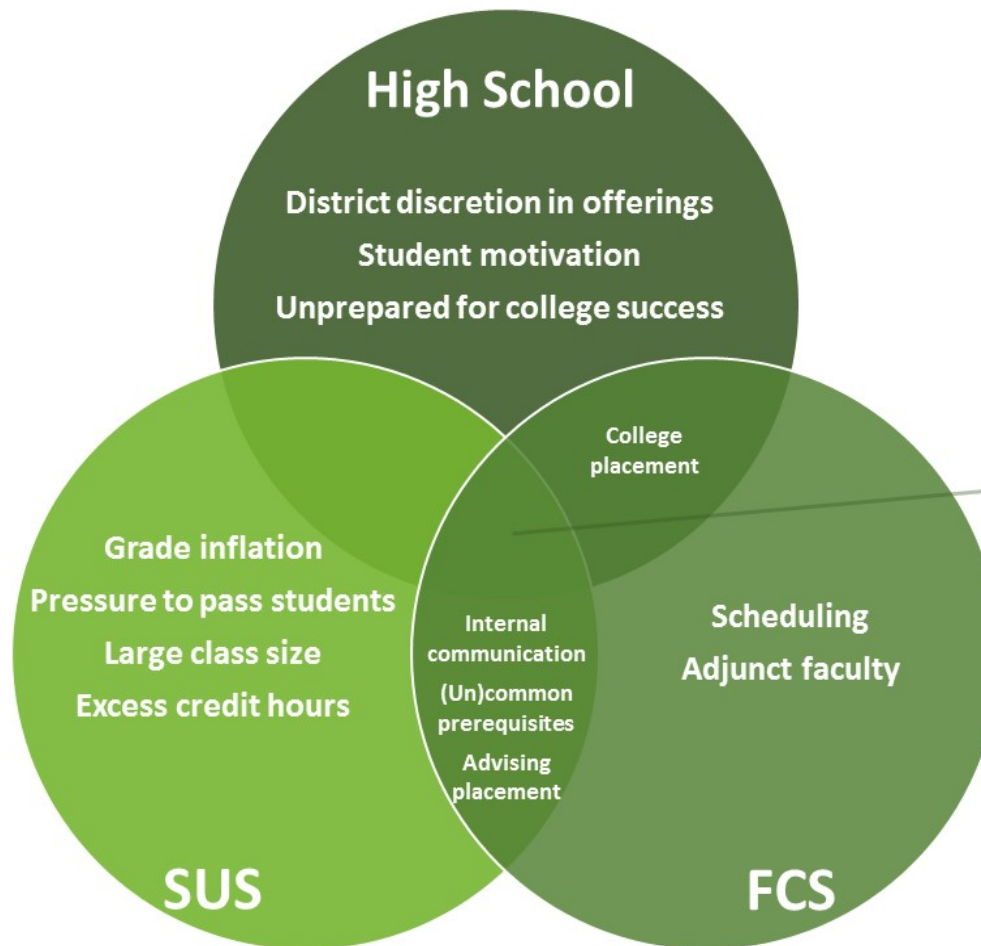 High School
District discretion in offerings
Student motivation
Unprepared for college success
College
placement
Grade inflation
Pressure to pass students
Large class size
Excess credit hours
Internal
communication
(Un)common
prerequisites
Advising
placement
Scheduling
Adjunct faculty
SUS
FCS